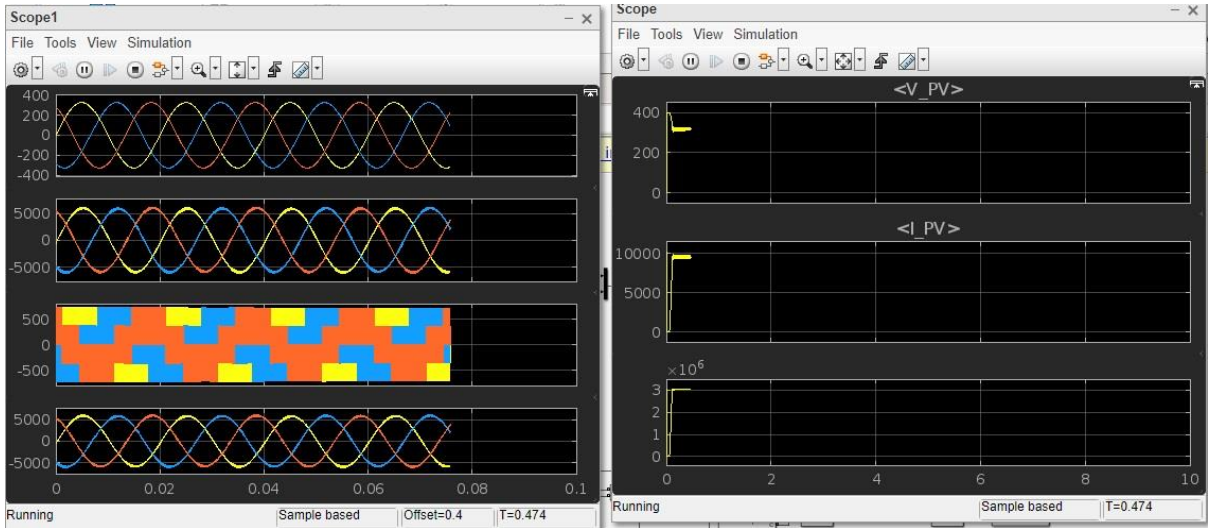 Scope1
File Tools View Simulation
400
200
0
-200
-400
5000
0
-5000
500
0
-500
5000
0
-5000
0 0.02 0.04 0.06 0.08 0.1
Running Sample based Offset=0.4 T=0.474
Scope
File Tools View Simulation
<V_PV>
400
200
0
<I_PV>
10000
5000
0
×10^6
3
2
1
0
0 2 4 6 8 10
Running Sample based T=0.474